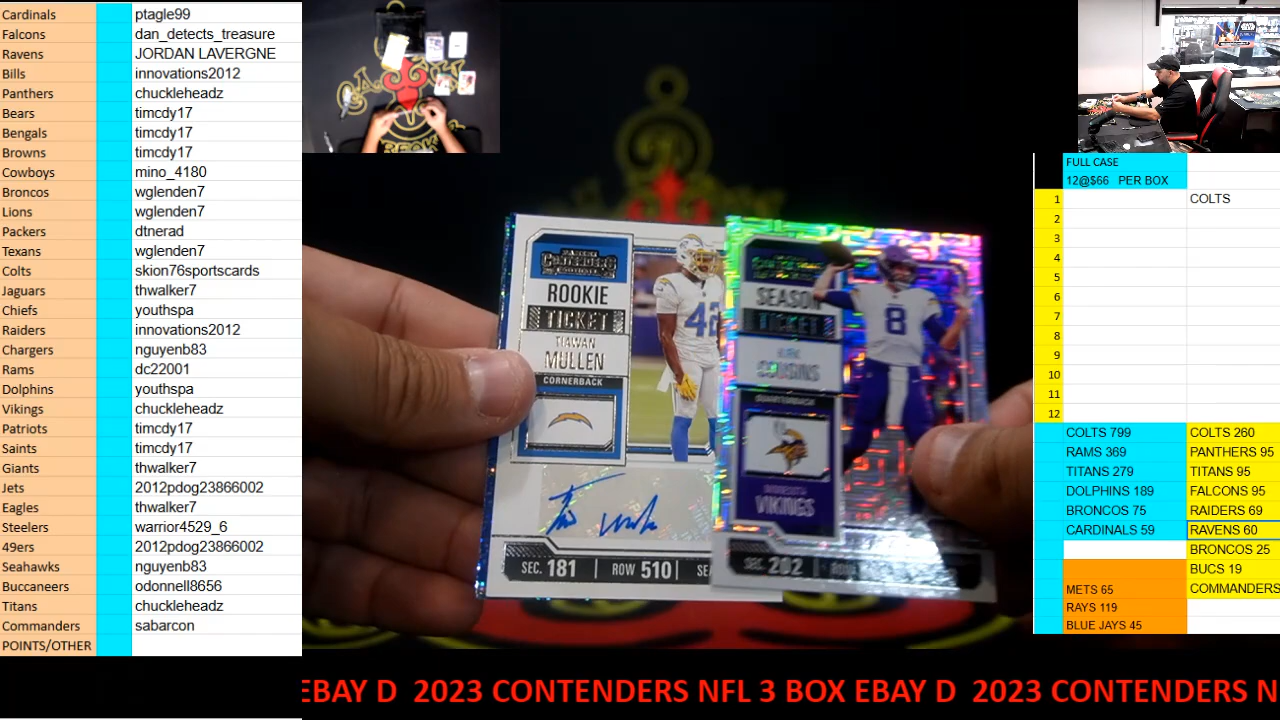 Cardinals ptagle99
Falcons dan_detects_treasure
Ravens JORDAN LAVERGNE
Bills innovations2012
Panthers chuckleheadz
Bears timcdy17
Bengals timcdy17
Browns timcdy17
Cowboys mino_4180
Broncos wglenden7
Lions wglenden7
Packers dtnerad
Texans wglenden7
Colts skion76sportscards
Jaguars thwalker7
Chiefs youthspa
Raiders innovations2012
Chargers nguyenb83
Rams dc22001
Dolphins youthspa
Vikings chuckleheadz
Patriots timcdy17
Saints timcdy17
Giants thwalker7
Jets 2012pdog23866002
Eagles thwalker7
Steelers warrior4529_6
49ers 2012pdog23866002
Seahawks nguyenb83
Buccaneers odonnell8656
Titans chuckleheadz
Commanders sabarcon
POINTS/OTHER
CONTENDERS
ROOKIE
TICKET
TIAWAN
MULLEN
CORNERBACK
42
SEC. 181 | ROW 510 |
SEASON
TICKET
COUSINS
QUARTERBACK
VIKINGS
8
SEC. 202
FULL CASE
12@$66 PER BOX
1 COLTS
2
3
4
5
6
7
8
9
10
11
12
COLTS 799 COLTS 260
RAMS 369 PANTHERS 95
TITANS 279 TITANS 95
DOLPHINS 189 FALCONS 95
BRONCOS 75 RAIDERS 69
CARDINALS 59 RAVENS 60
BRONCOS 25
BUCS 19
METS 65 COMMANDERS
RAYS 119
BLUE JAYS 45
EBAY D 2023 CONTENDERS NFL 3 BOX EBAY D 2023 CONTENDERS N